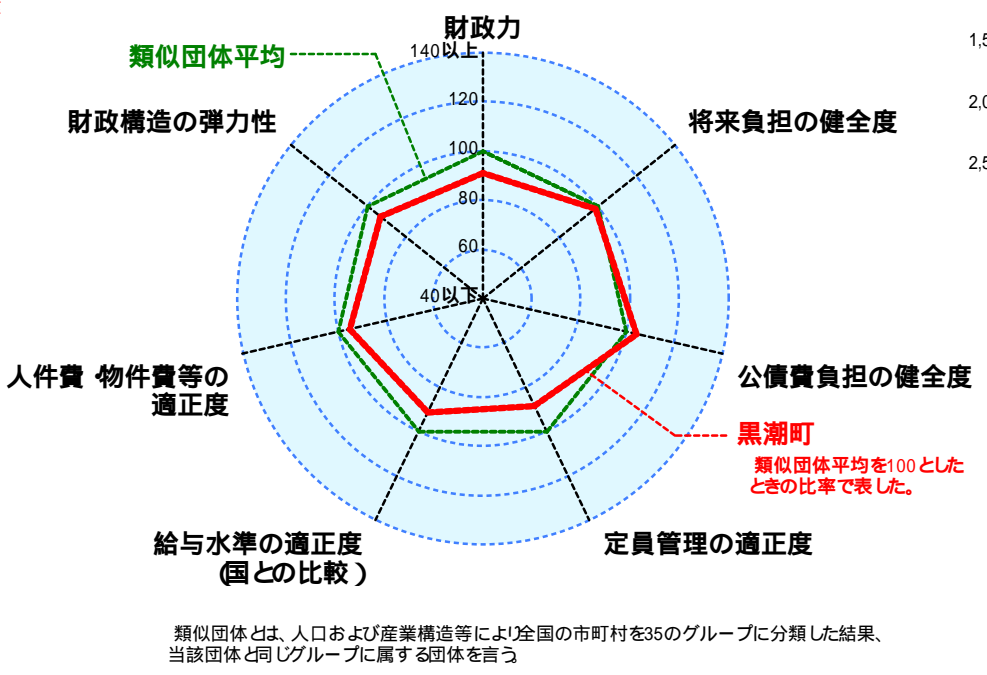 財政力
140以上
類似団体平均
120
財政構造の弾力性
将来負担の健全度
100
80
60
40以下
人件費・物件費等の
適正度
公債費負担の健全度
黒潮町
類似団体平均を100とした
ときの比率で表した。
給与水準の適正度
(国との比較)
定員管理の適正度
類似団体とは、人口および産業構造等により全国の市町村を35のグループに分類した結果、
当該団体と同じグループに属する団体を言う
1,5
2,0
2,5